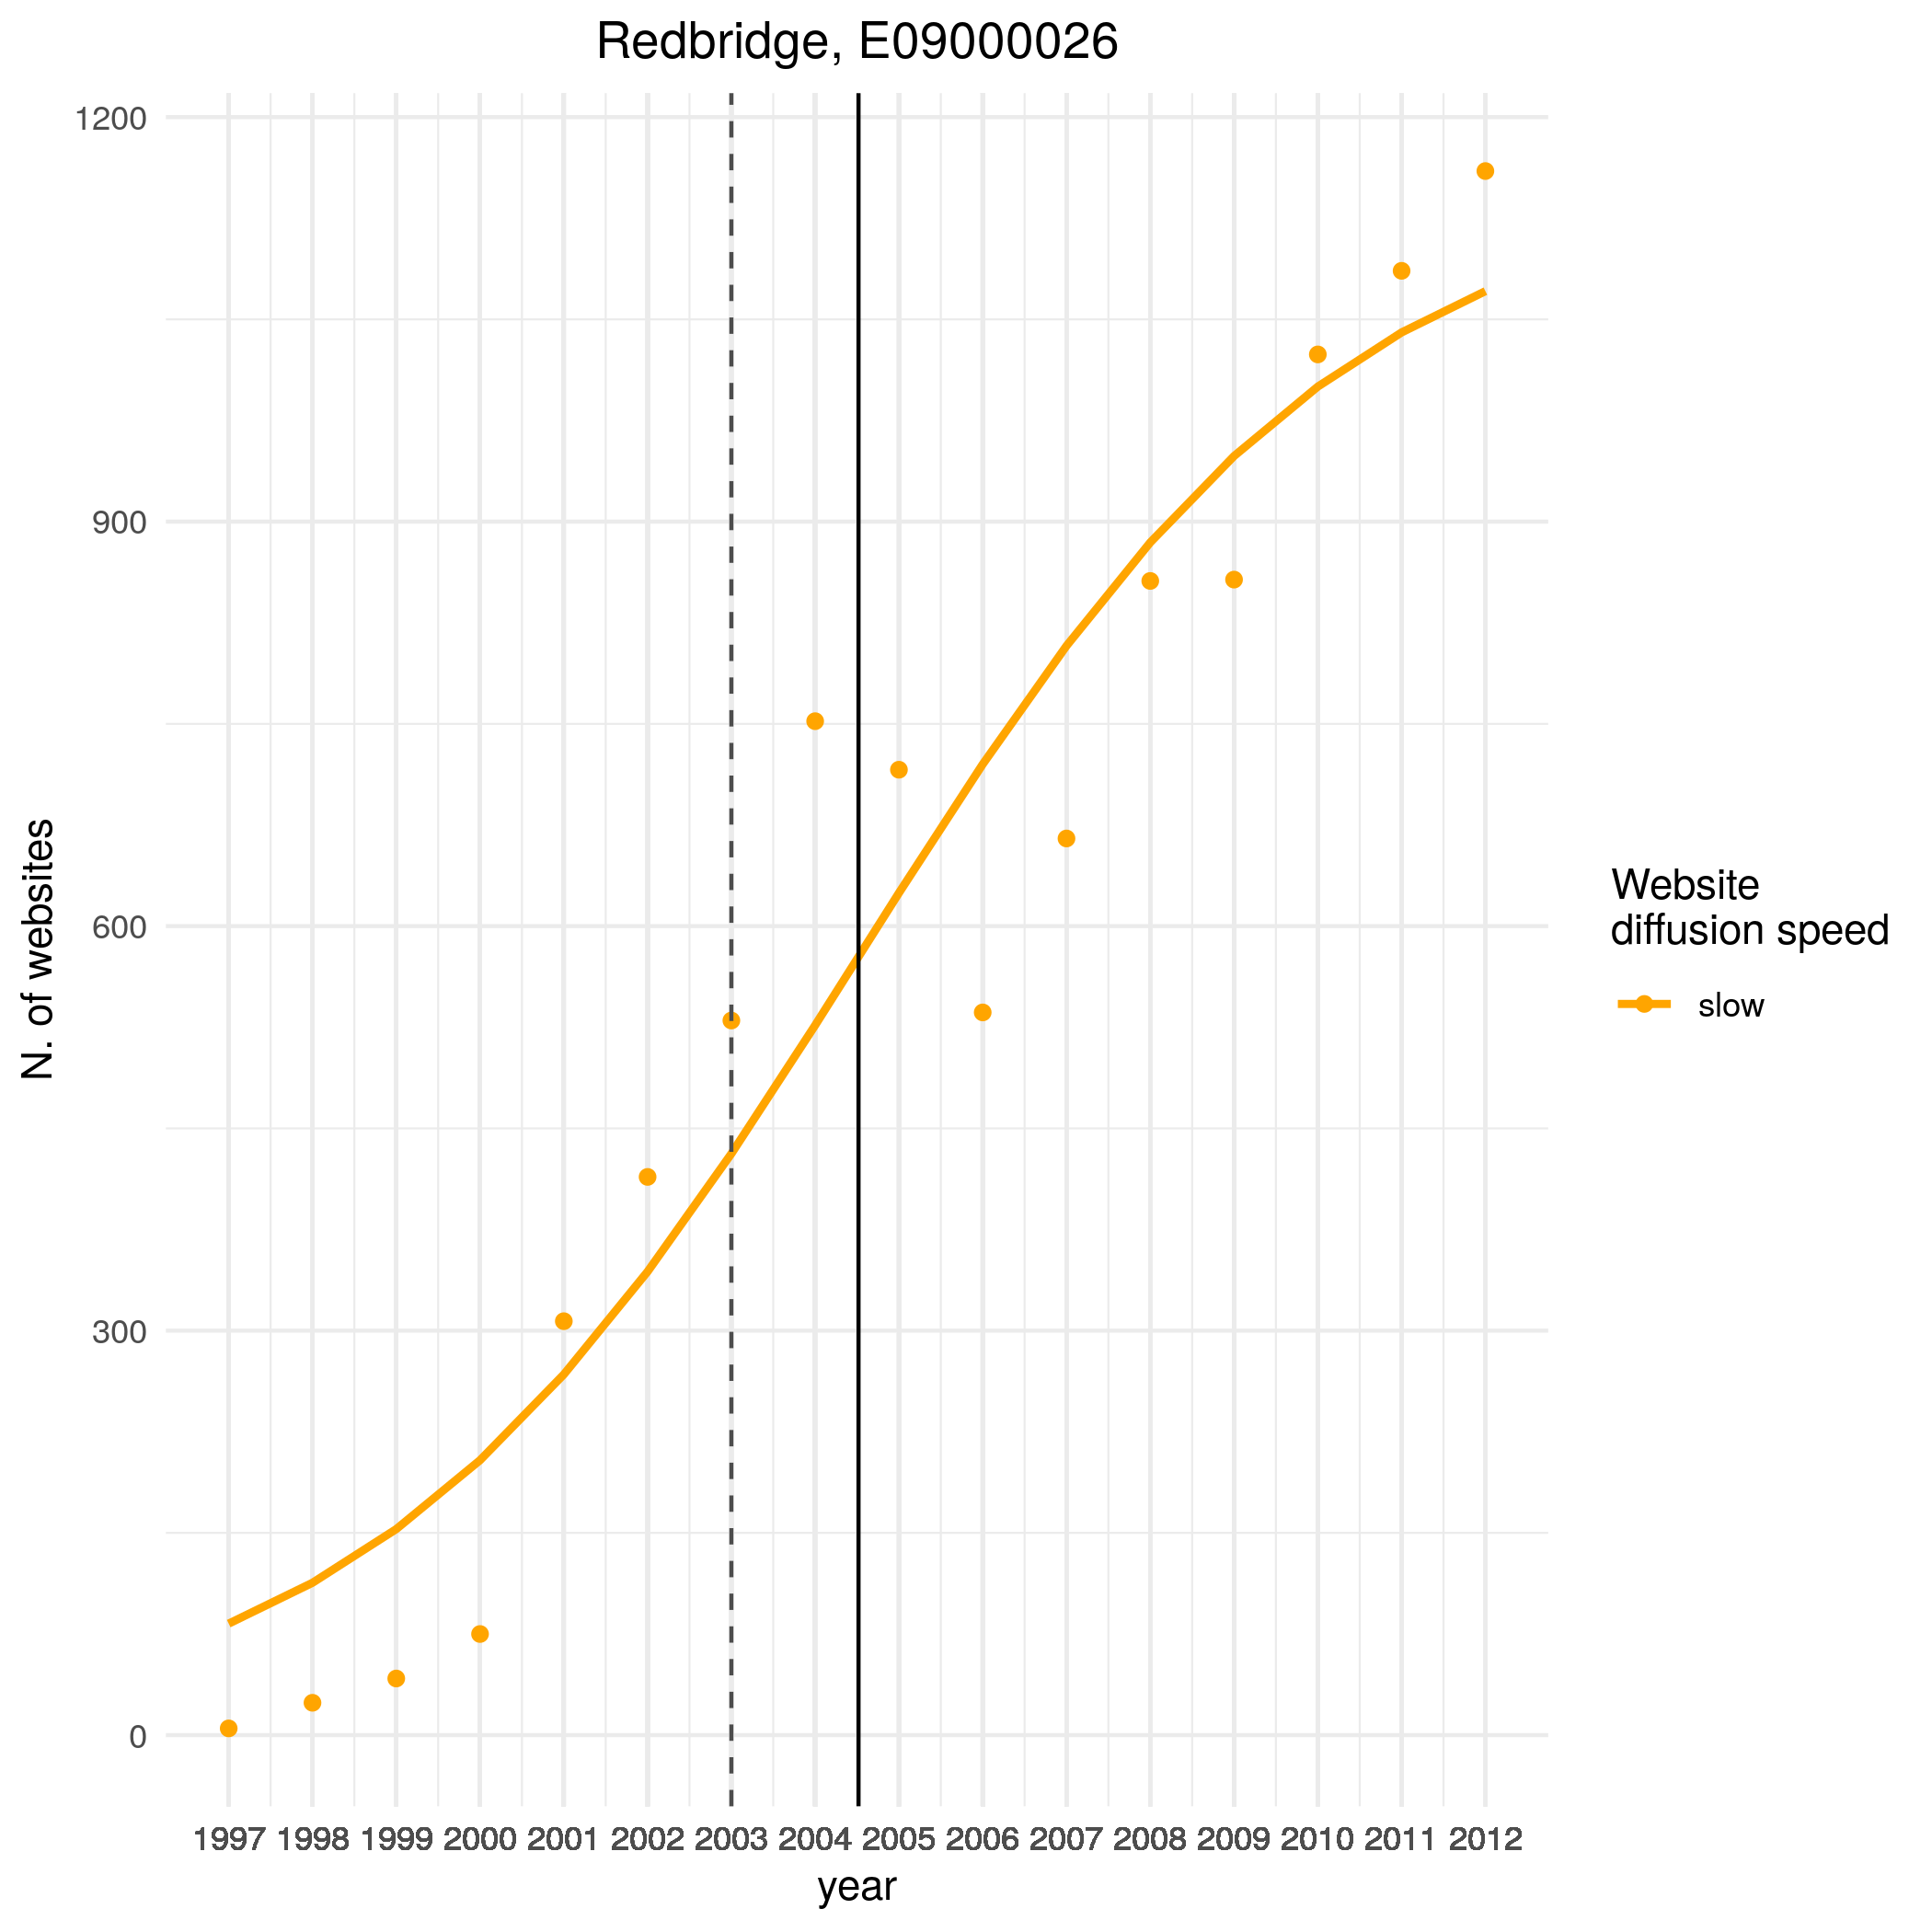 Redbridge, E09000026
1200
900
600
300
0
N. of websites
1997 1998 1999 2000 2001 2002 2003 2004 2005 2006 2007 2008 2009 2010 2011 2012
year
Website
diffusion speed
slow